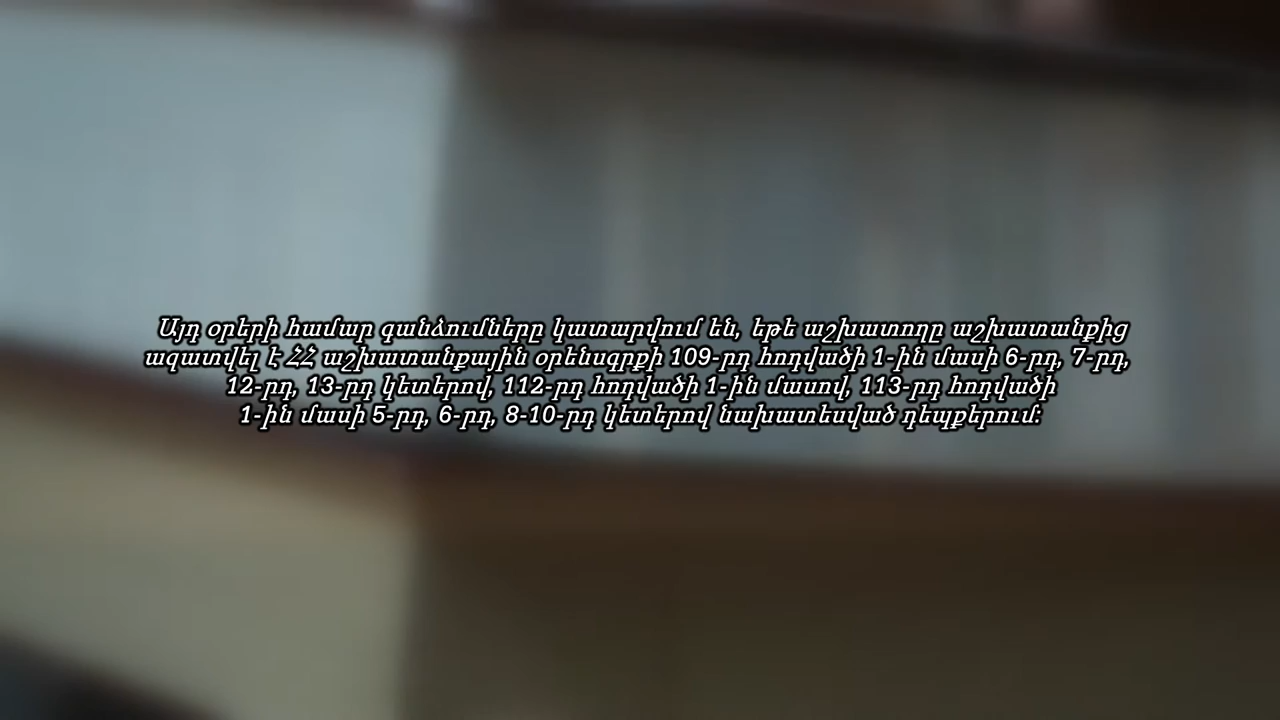 Այդ օրերի համար գանձումները կատարվում են, եթե աշխատողը աշխատանքից
ազատվել է ՀՀ աշխատանքային օրենսգրքի 109-րդ հոդվածի 1-ին մասի 6-րդ, 7-րդ,
12-րդ, 13-րդ կետերով, 112-րդ հոդվածի 1-ին մասով, 113-րդ հոդվածի
1-ին մասի 5-րդ, 6-րդ, 8-10-րդ կետերով նախատեսված դեպքերում: